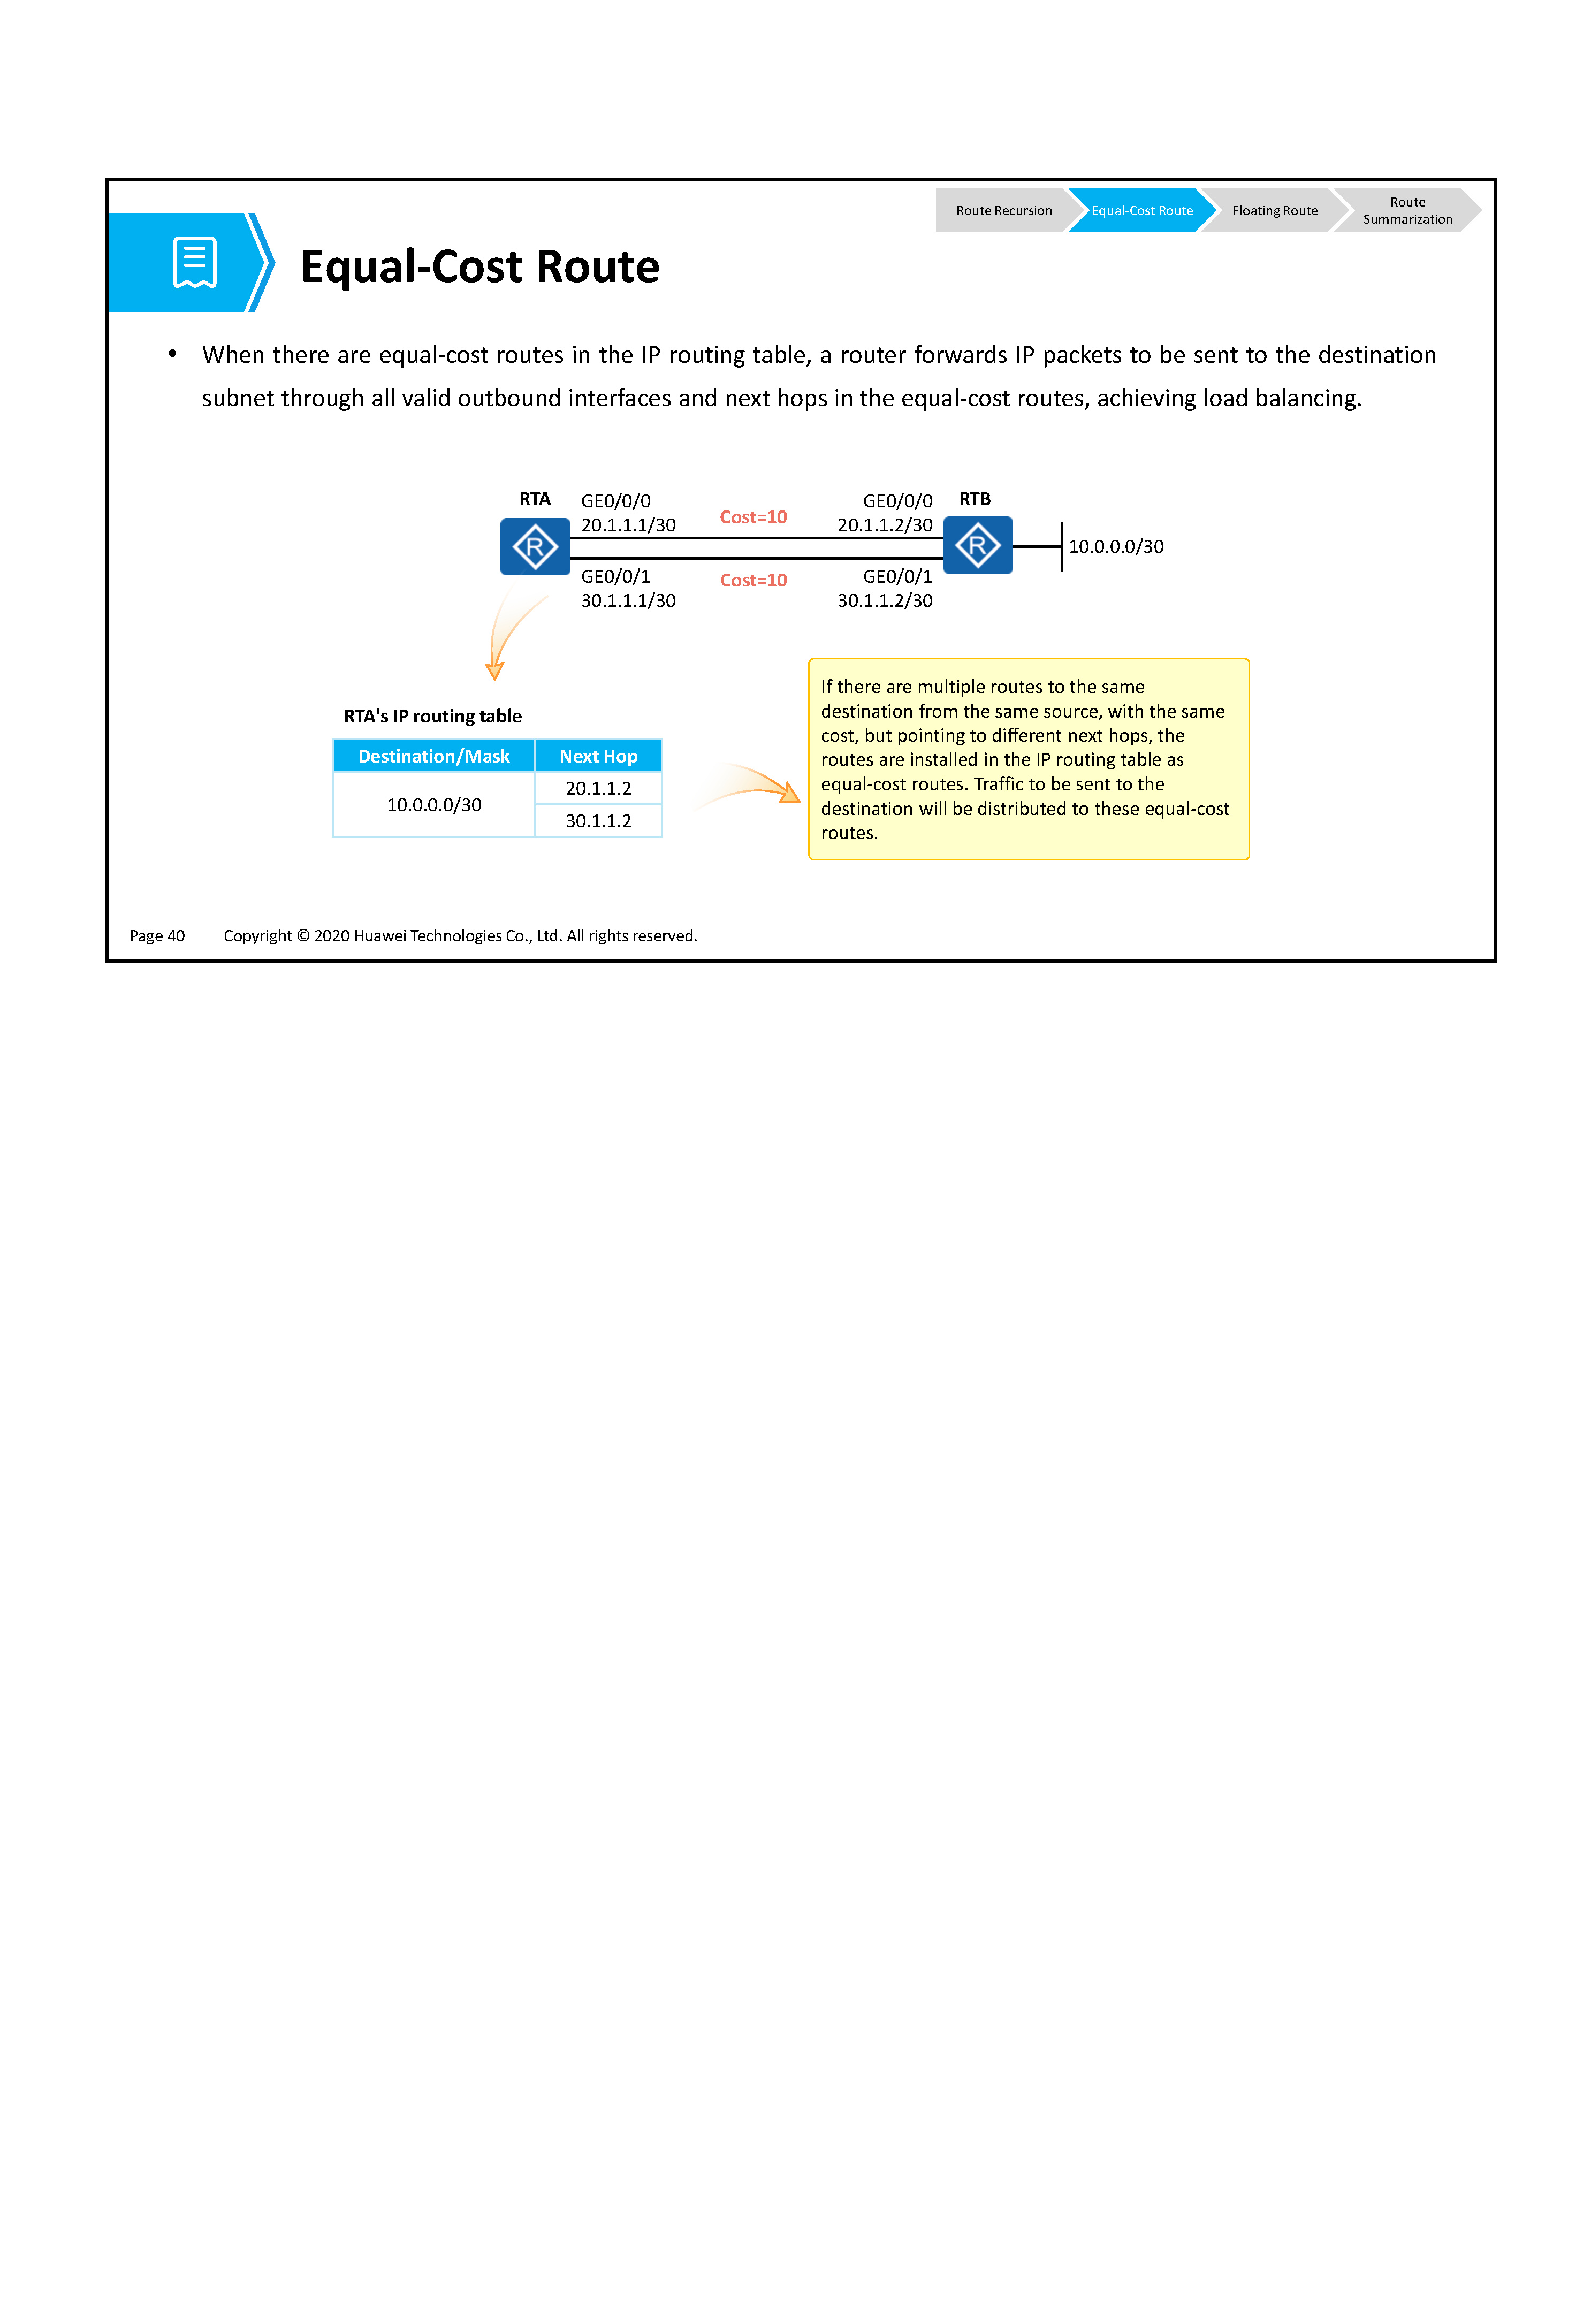 Route Recursion
Equal-Cost Route
Floating Route
Route
Summarization
Equal-Cost Route
• When there are equal-cost routes in the IP routing table, a router forwards IP packets to be sent to the destination
subnet through all valid outbound interfaces and next hops in the equal-cost routes, achieving load balancing.
RTA
GE0/0/0
20.1.1.1/30
Cost=10
GE0/0/0
20.1.1.2/30
RTB
R
R
10.0.0.0/30
GE0/0/1
30.1.1.1/30
Cost=10
GE0/0/1
30.1.1.2/30
RTA's IP routing table
Destination/Mask Next Hop
10.0.0.0/30
20.1.1.2
30.1.1.2
If there are multiple routes to the same
destination from the same source, with the same
cost, but pointing to different next hops, the
routes are installed in the IP routing table as
equal-cost routes. Traffic to be sent to the
destination will be distributed to these equal-cost
routes.
Page 40 Copyright © 2020 Huawei Technologies Co., Ltd. All rights reserved.